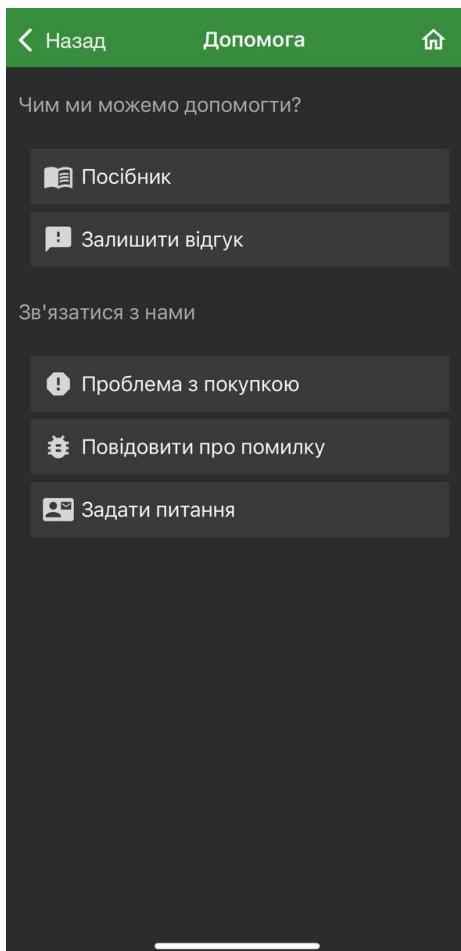 Назад
Допомога
Чим ми можемо допомогти?
Посібник
Залишити відгук
Зв'язатися з нами
Проблема з покупкою
Повідовити про помилку
Задати питання